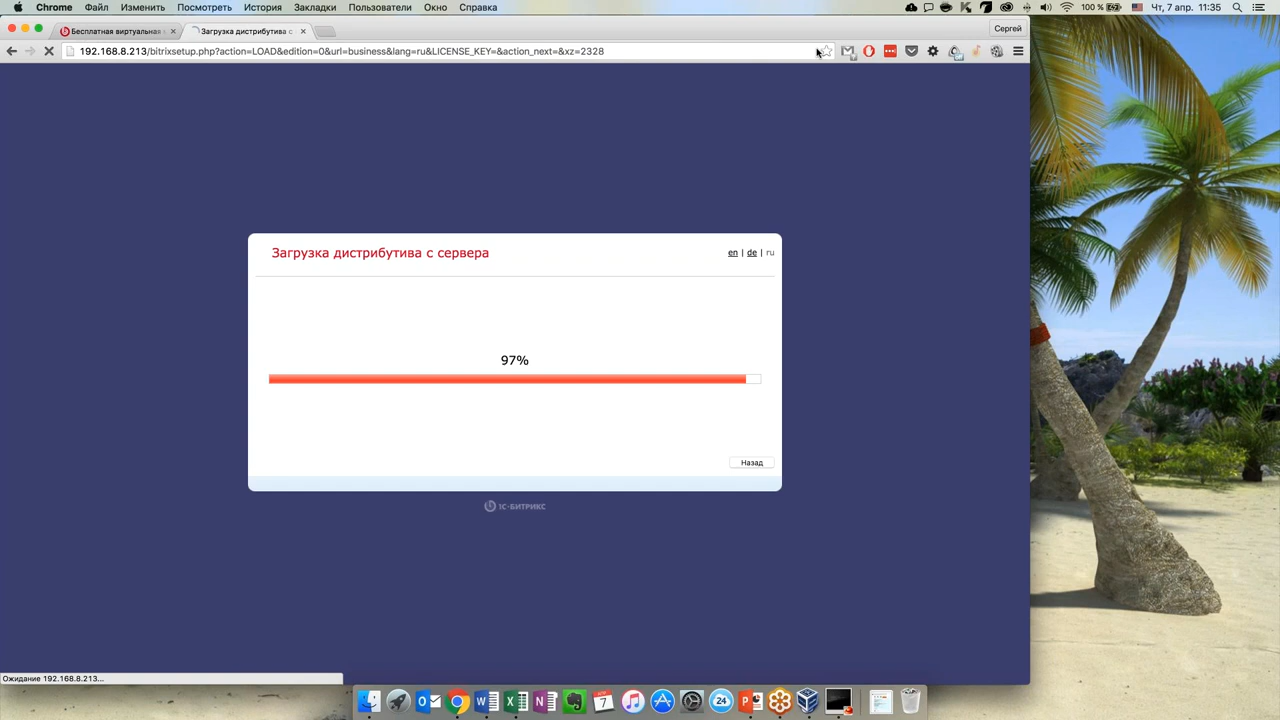 Chrome Файл Изменить Посмотреть История Закладки Пользователи Окно Справка 100 % Чт, 7 апр. 11:35
Бесплатная виртуальная Загрузка дистрибутива с Сергей
192.168.8.213/bitrixsetup.php?action=LOAD&edition=0&url=business&lang=ru&LICENSE_KEY=&action_next=&xz=2328
Загрузка дистрибутива с сервера en | de | ru
97%
Назад
1С-БИТРИКС
Ожидание 192.168.8.213...
7
24